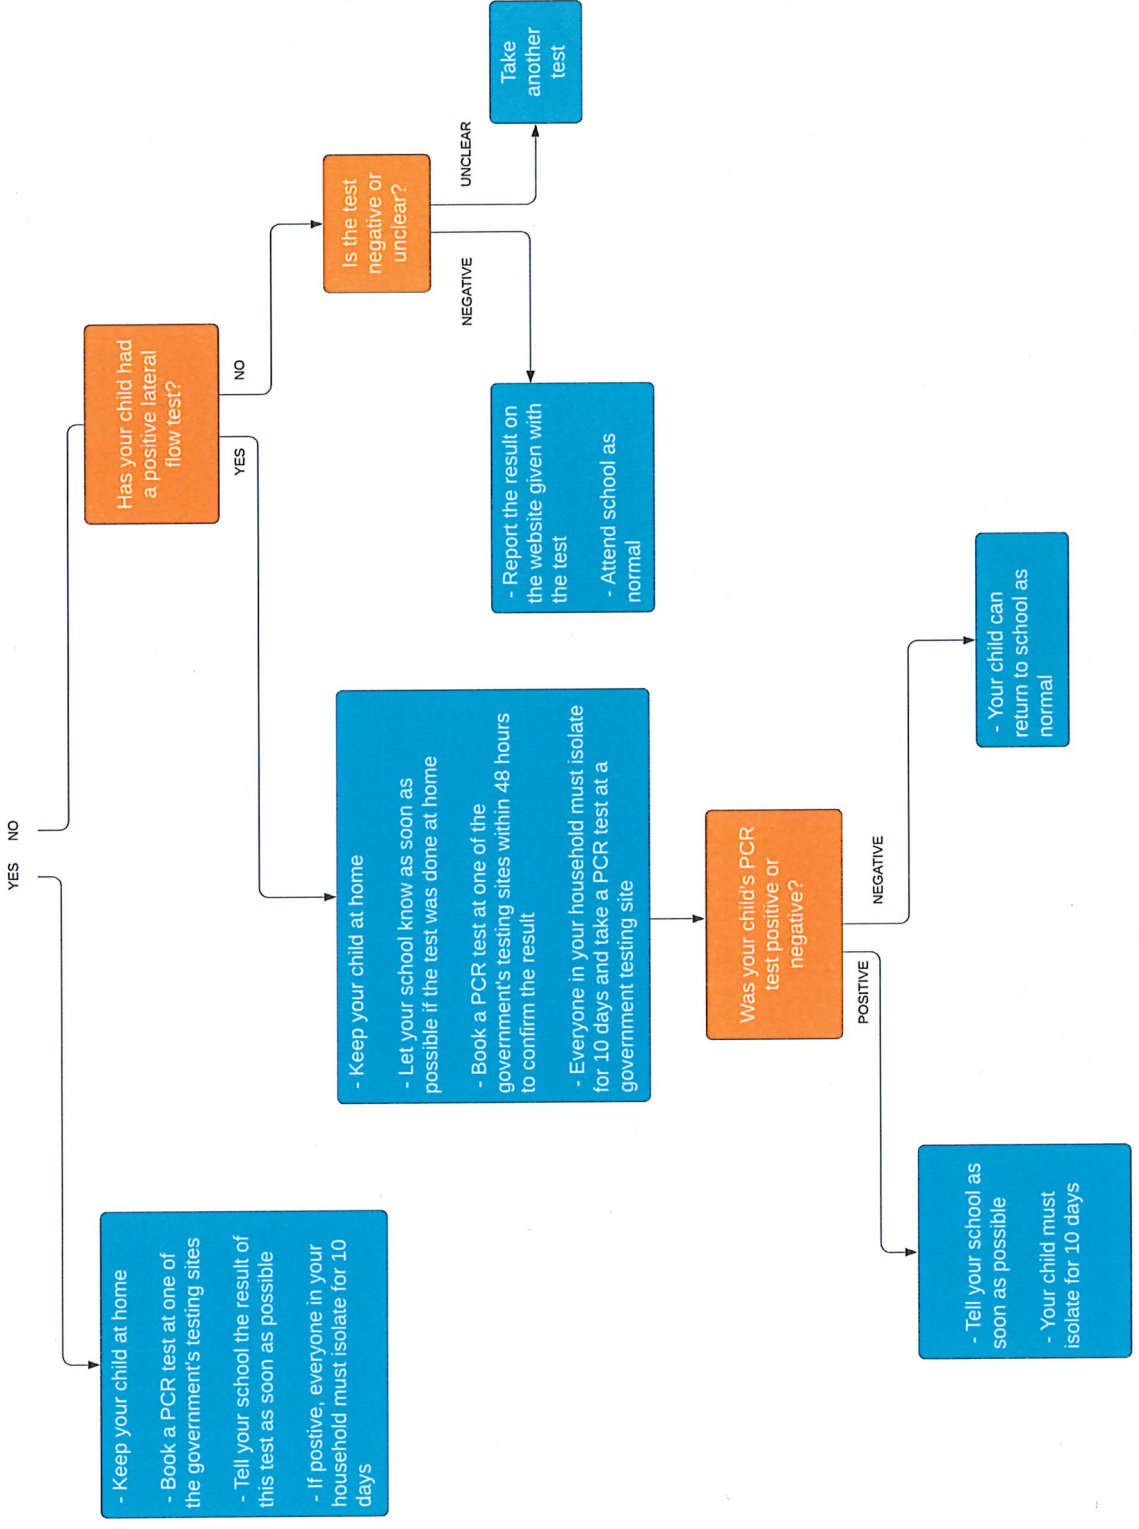 YES
NO
- Keep your child at home
- Book a PCR test at one of
the government's testing sites
- Tell your school the result of
this test as soon as possible
- If postive, everyone in your
household must isolate for 10
days
Has your child had
a positive lateral
flow test?
YES
NO
- Keep your child at home
- Let your school know as soon as
possible if the test was done at home
- Book a PCR test at one of the
government's testing sites within 48 hours
to confirm the result
- Everyone in your household must isolate
for 10 days and take a PCR test at a
government testing site
Is the test
negative or
unclear?
NEGATIVE
UNCLEAR
- Report the result on
the website given with
the test
- Attend school as
normal
Take
another
test
Was your child's PCR
test positive or
negative?
POSITIVE
NEGATIVE
- Tell your school as
soon as possible
- Your child must
isolate for 10 days
- Your child can
return to school as
normal